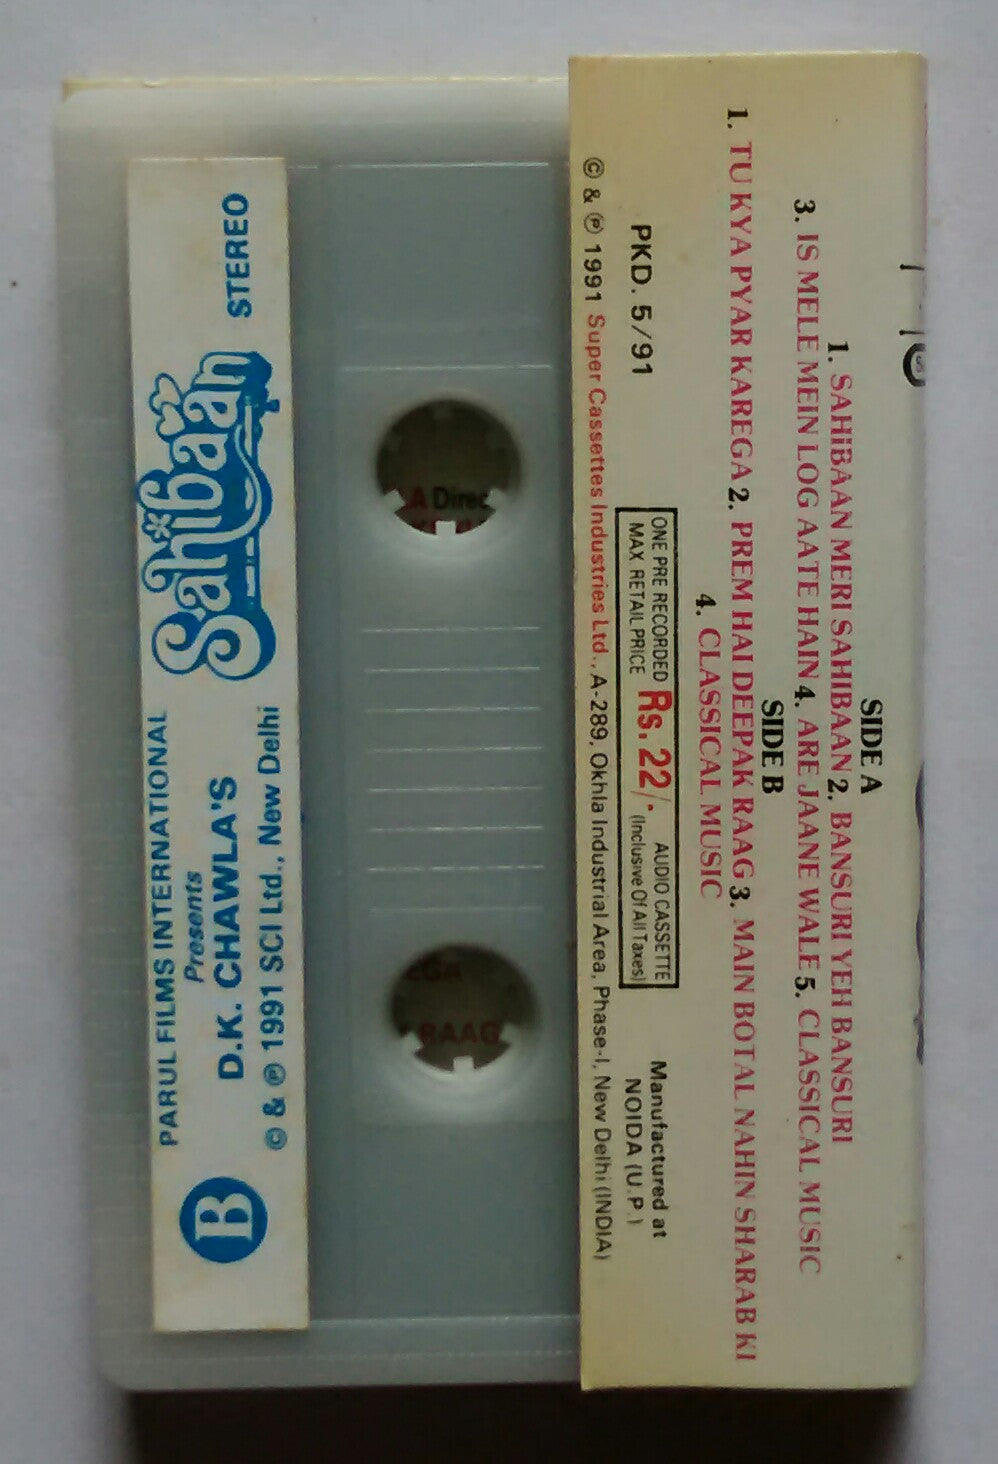 STEREO
Sahibaan
PARUL FILMS INTERNATIONAL
Presents
D.K. CHAWLA'S
© & ℗ 1991 SCI Ltd., New Delhi
B
A Direc
EGA
RAAG
SIDE A
1. SAHIBAAN MERI SAHIBAAN 2. BANSURI YEH BANSURI
3. IS MELE MEIN LOG AATE HAIN 4. ARE JAANE WALE 5. CLASSICAL MUSIC
SIDE B
1. TU KYA PYAR KAREGA 2. PREM HAI DEEPAK RAAG 3. MAIN BOTAL NAHIN SHARAB KI
4. CLASSICAL MUSIC
PKD. 5/91
ONE PRE RECORDED
MAX. RETAIL PRICE
Rs. 22/-
AUDIO CASSETTE
(Inclusive Of All Taxes)
Manufactured at
NOIDA (U.P.)
© & ℗ 1991 Super Cassettes Industries Ltd., A-289, Okhla Industrial Area, Phase-I, New Delhi (INDIA)